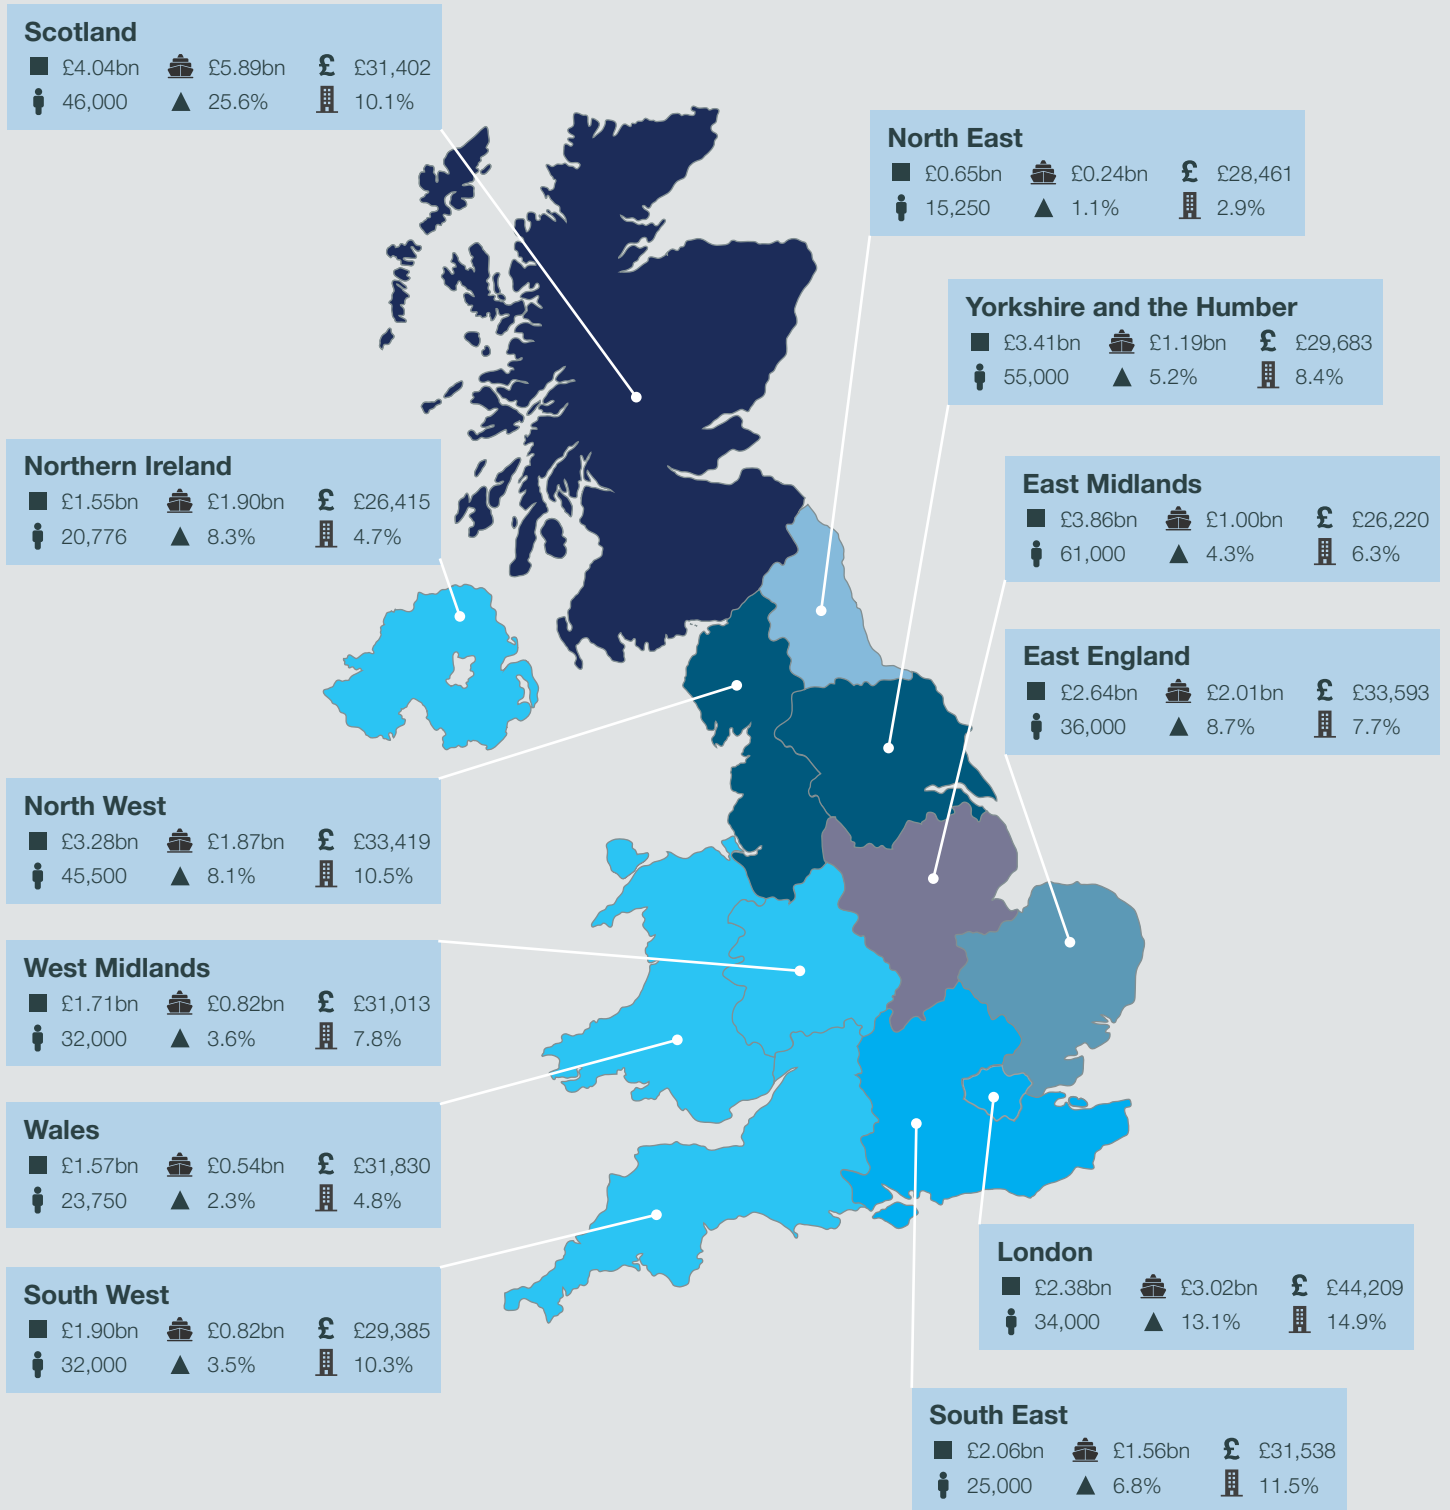 Scotland
£4.04bn £5.89bn £ £31,402
46,000 25.6% 10.1%
North East
£0.65bn £0.24bn £ £28,461
15,250 1.1% 2.9%
Yorkshire and the Humber
£3.41bn £1.19bn £ £29,683
55,000 5.2% 8.4%
Northern Ireland
£1.55bn £1.90bn £ £26,415
20,776 8.3% 4.7%
East Midlands
£3.86bn £1.00bn £ £26,220
61,000 4.3% 6.3%
East England
£2.64bn £2.01bn £ £33,593
36,000 8.7% 7.7%
North West
£3.28bn £1.87bn £ £33,419
45,500 8.1% 10.5%
West Midlands
£1.71bn £0.82bn £ £31,013
32,000 3.6% 7.8%
Wales
£1.57bn £0.54bn £ £31,830
23,750 2.3% 4.8%
South West
£1.90bn £0.82bn £ £29,385
32,000 3.5% 10.3%
London
£2.38bn £3.02bn £ £44,209
34,000 13.1% 14.9%
South East
£2.06bn £1.56bn £ £31,538
25,000 6.8% 11.5%